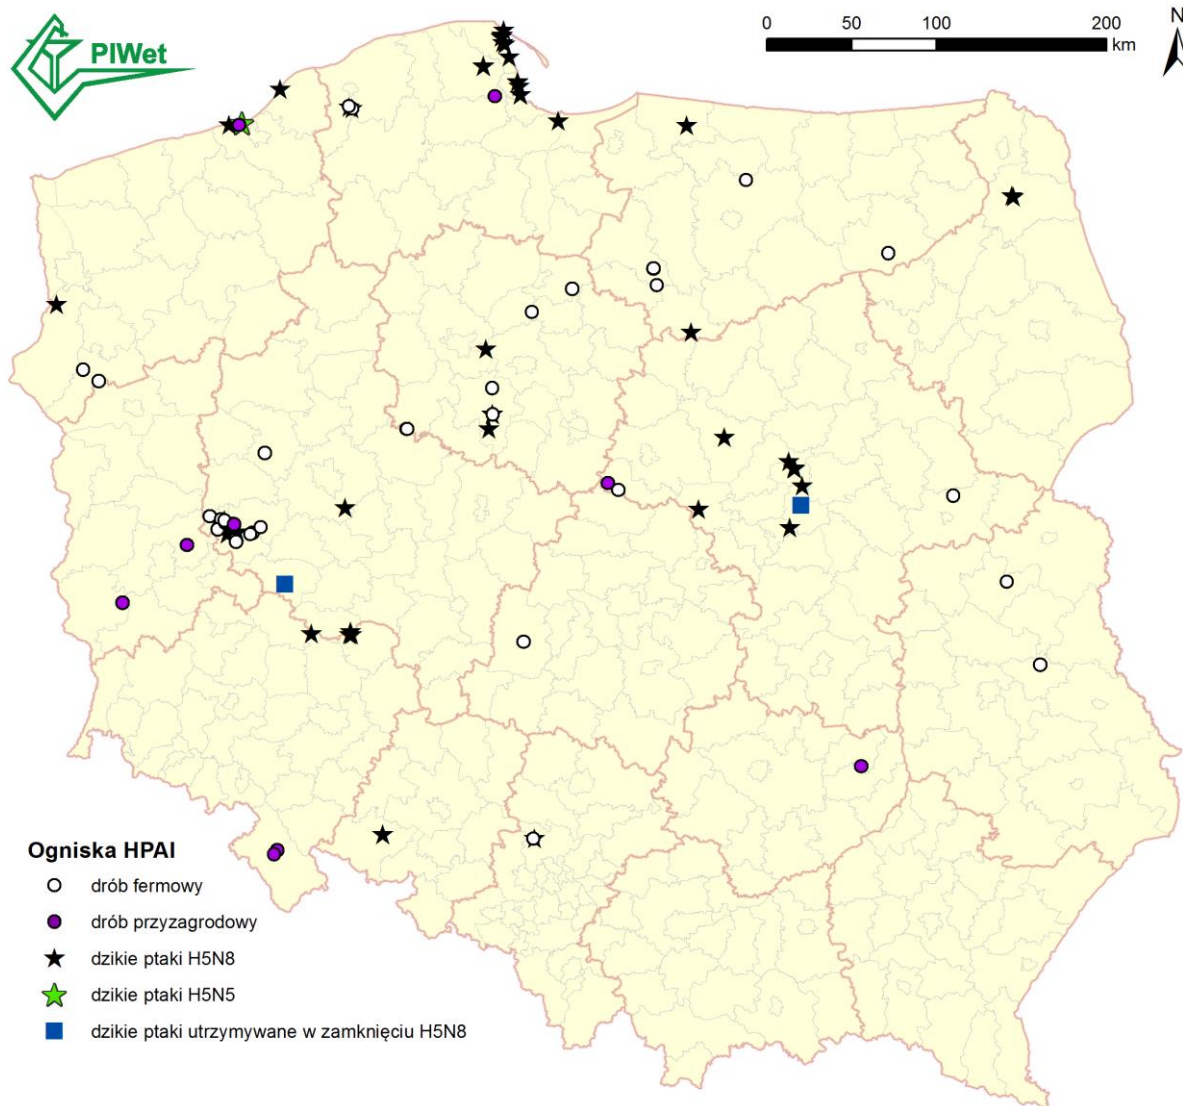 PIWet
0 50 100 200
km
N
Ogniska HPAI
drób fermowy
drób przyzagrodowy
dzikie ptaki H5N8
dzikie ptaki H5N5
dzikie ptaki utrzymywane w zamknięciu H5N8